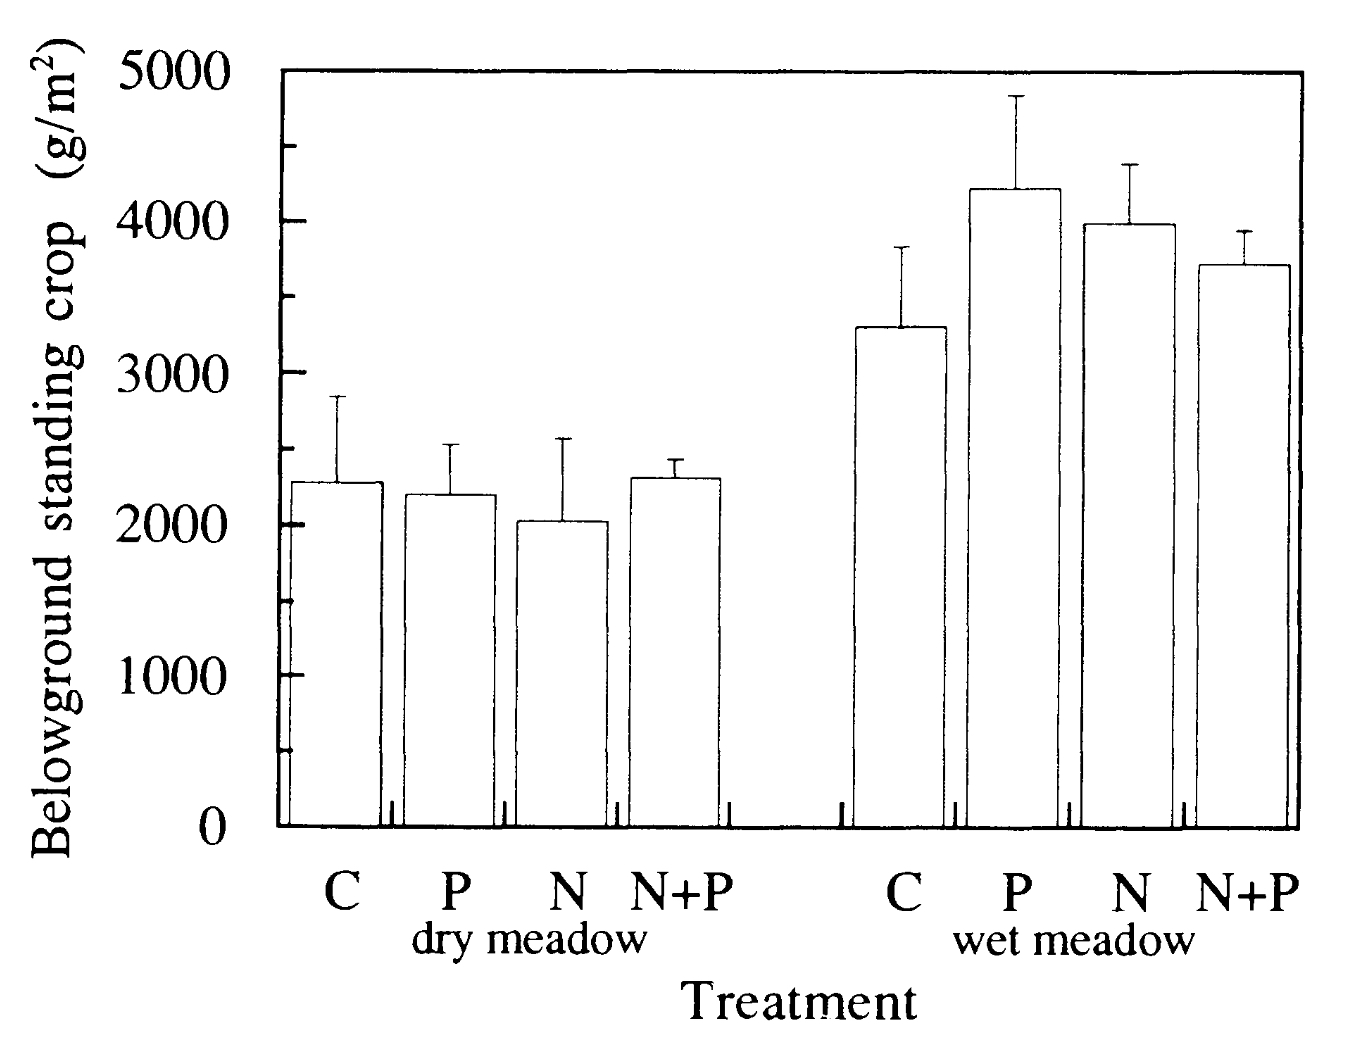 Belowground standing crop (g/m²)
5000
4000
3000
2000
1000
0
C P N N+P C P N N+P
dry meadow wet meadow
Treatment